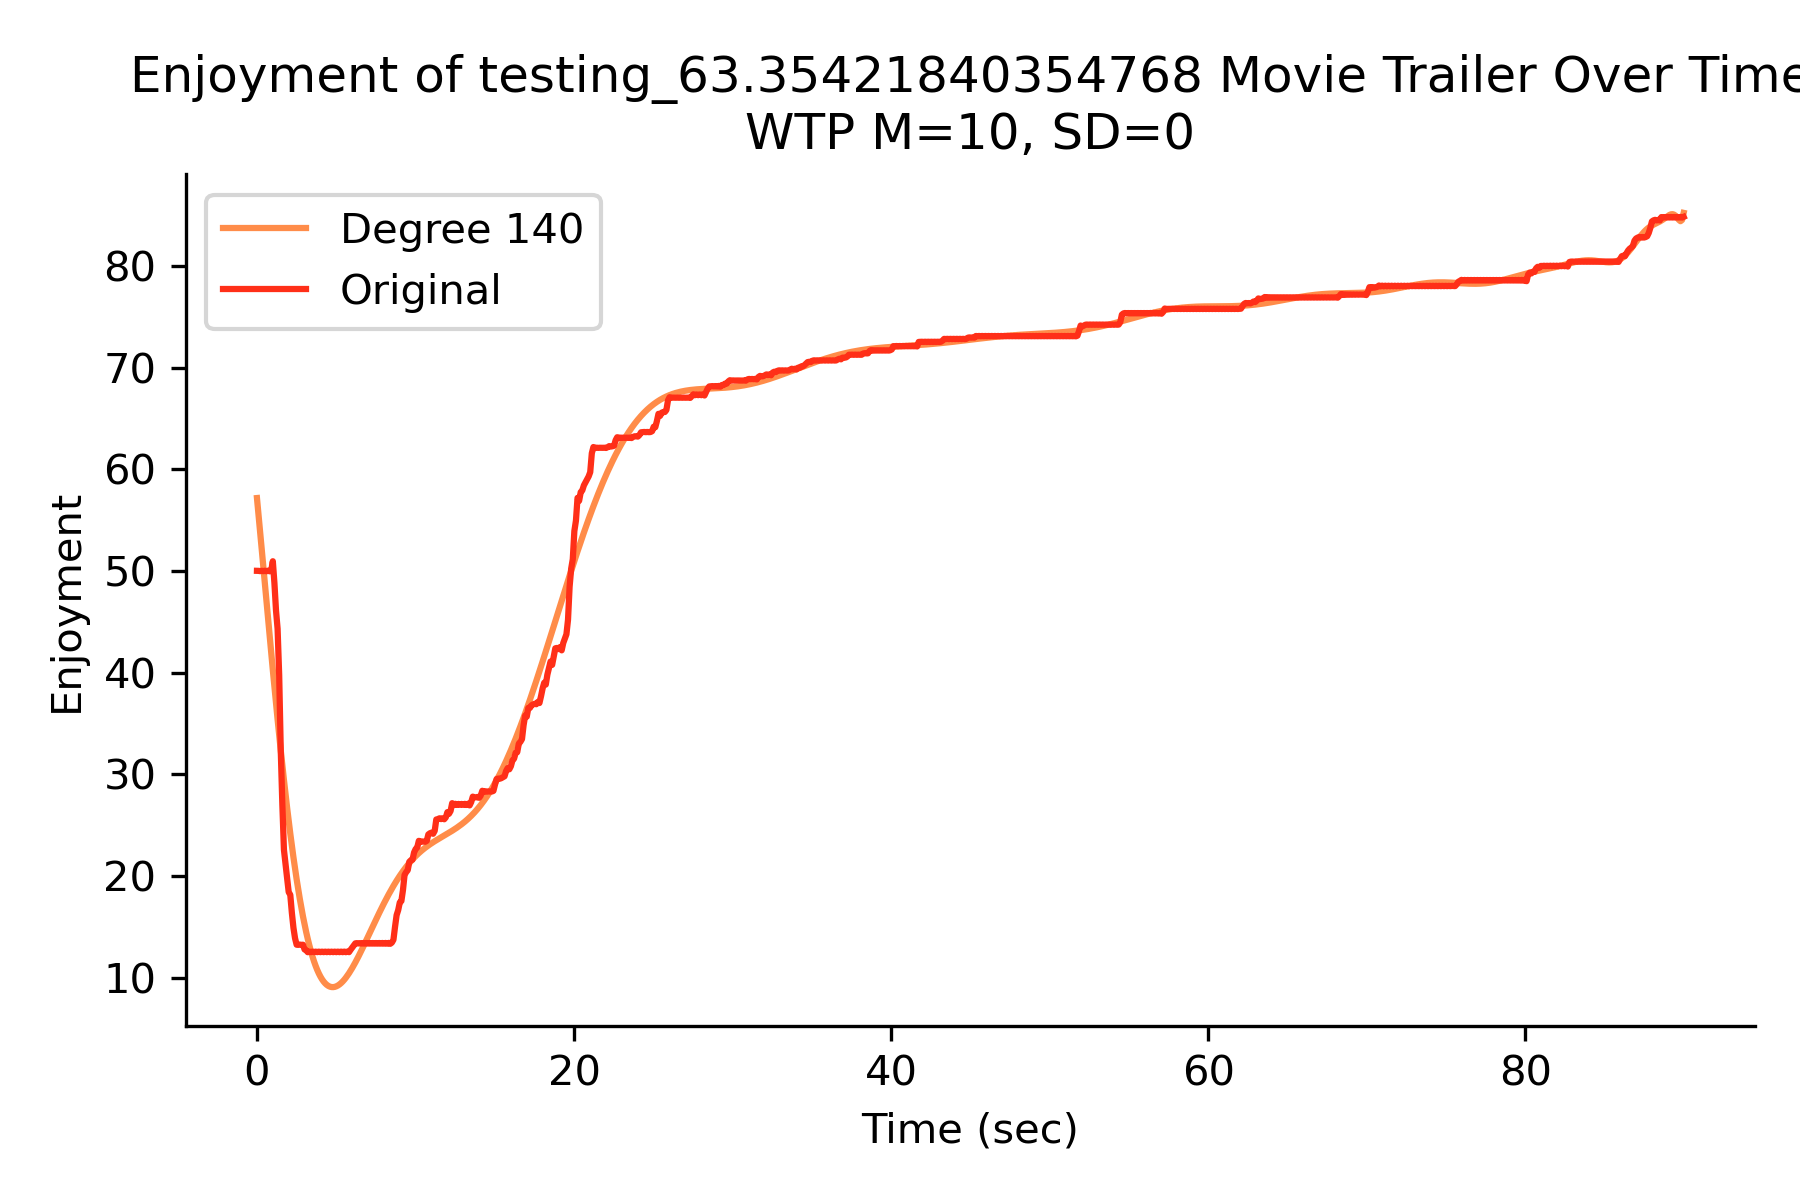 Enjoyment of testing_63.35421840354768 Movie Trailer Over Time
WTP M=10, SD=0
Degree 140
Original
Enjoyment
80
70
60
50
40
30
20
10
0
20
40
60
80
Time (sec)